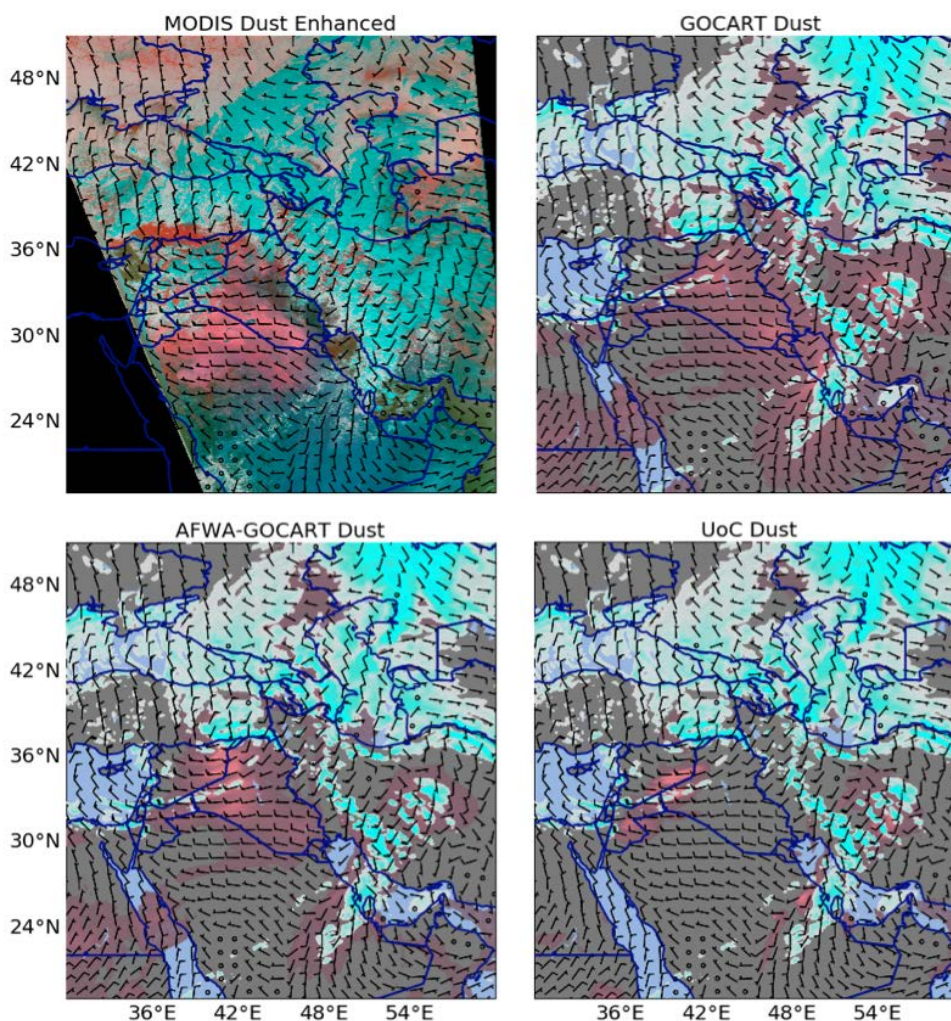 MODIS Dust Enhanced
GOCART Dust
48°N
42°N
36°N
30°N
24°N
AFWA-GOCART Dust
UoC Dust
48°N
42°N
36°N
30°N
24°N
36°E 42°E 48°E 54°E
36°E 42°E 48°E 54°E